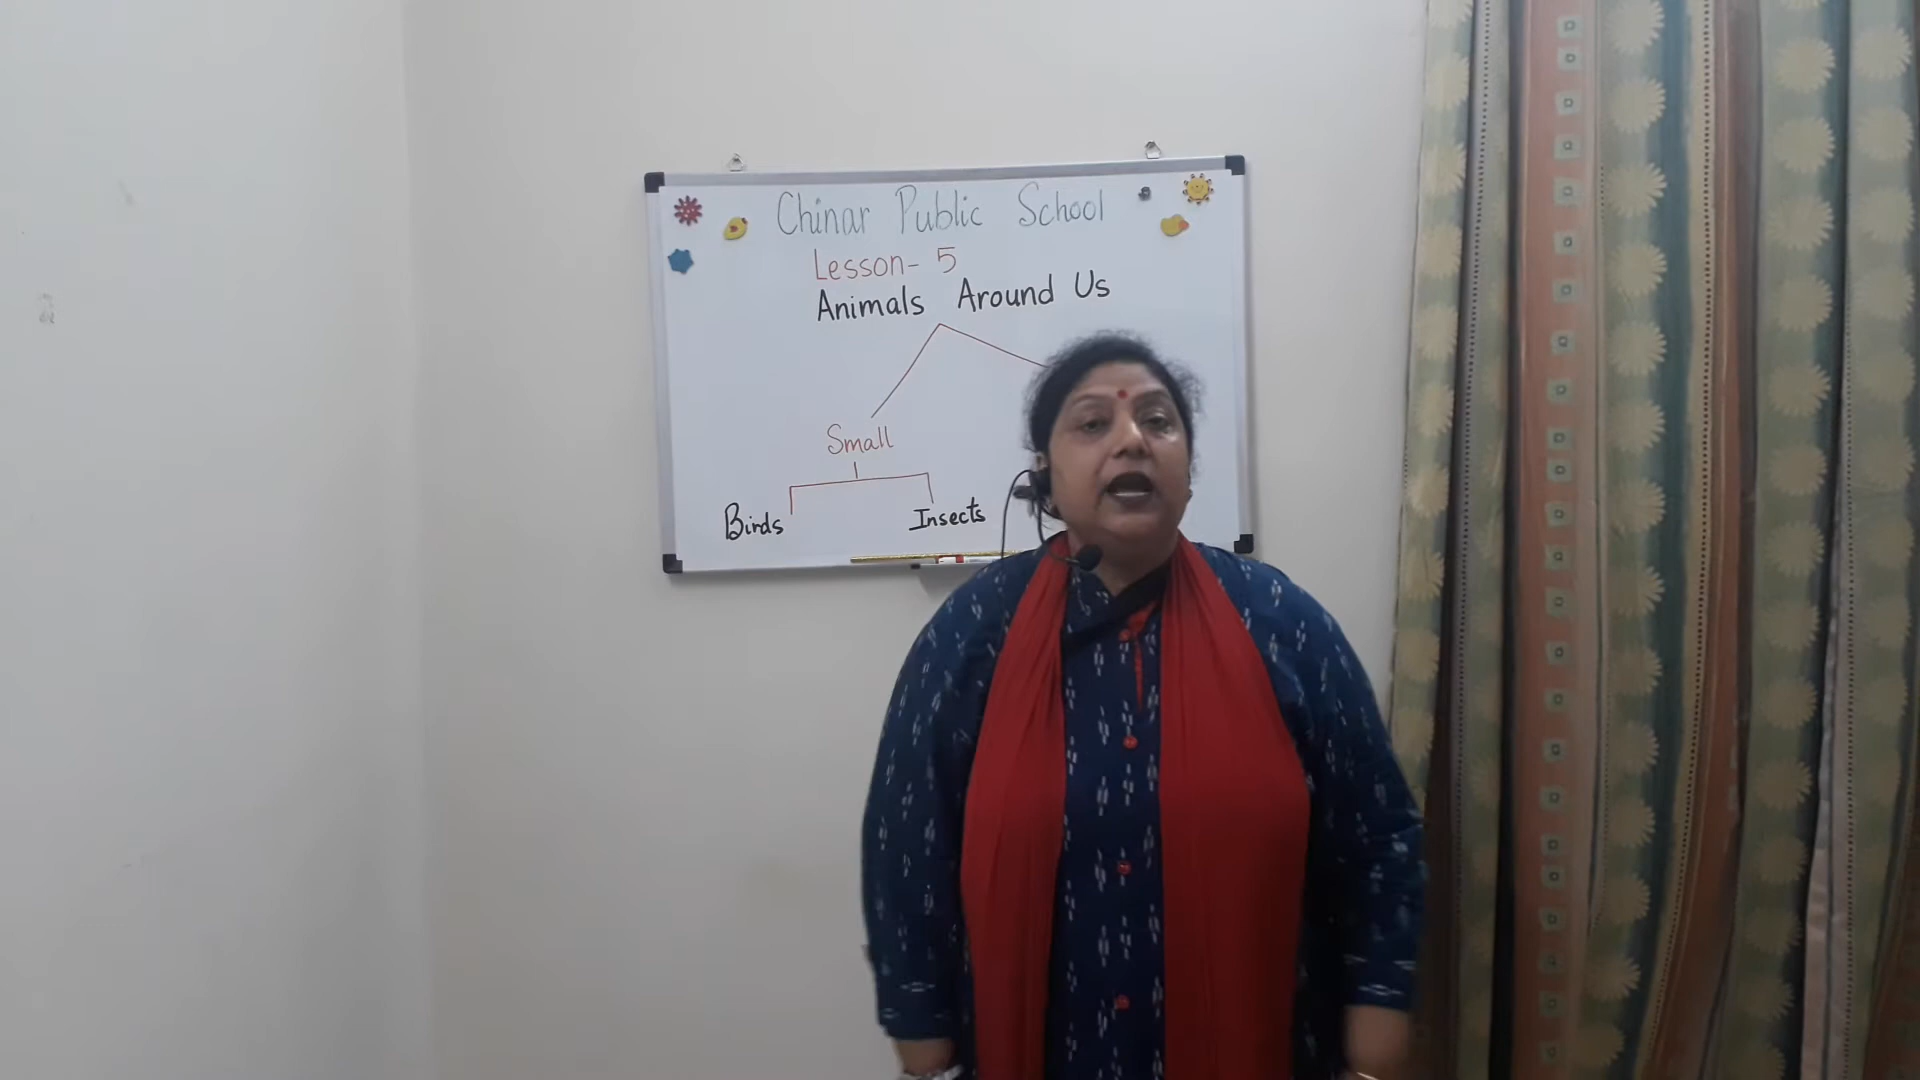 Chinar Public School
Lesson- 5
Animals Around Us
Small
Birds Insects